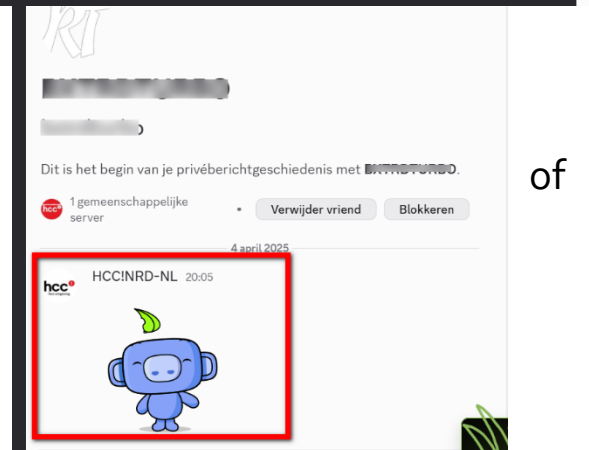 Dit is het begin van je privéberichtgeschiedenis met
of
hcc!
1 gemeenschappelijke
server
• Verwijder vriend Blokkeren
4 april 2025
hcc!
HCC!NRD-NL 20:05